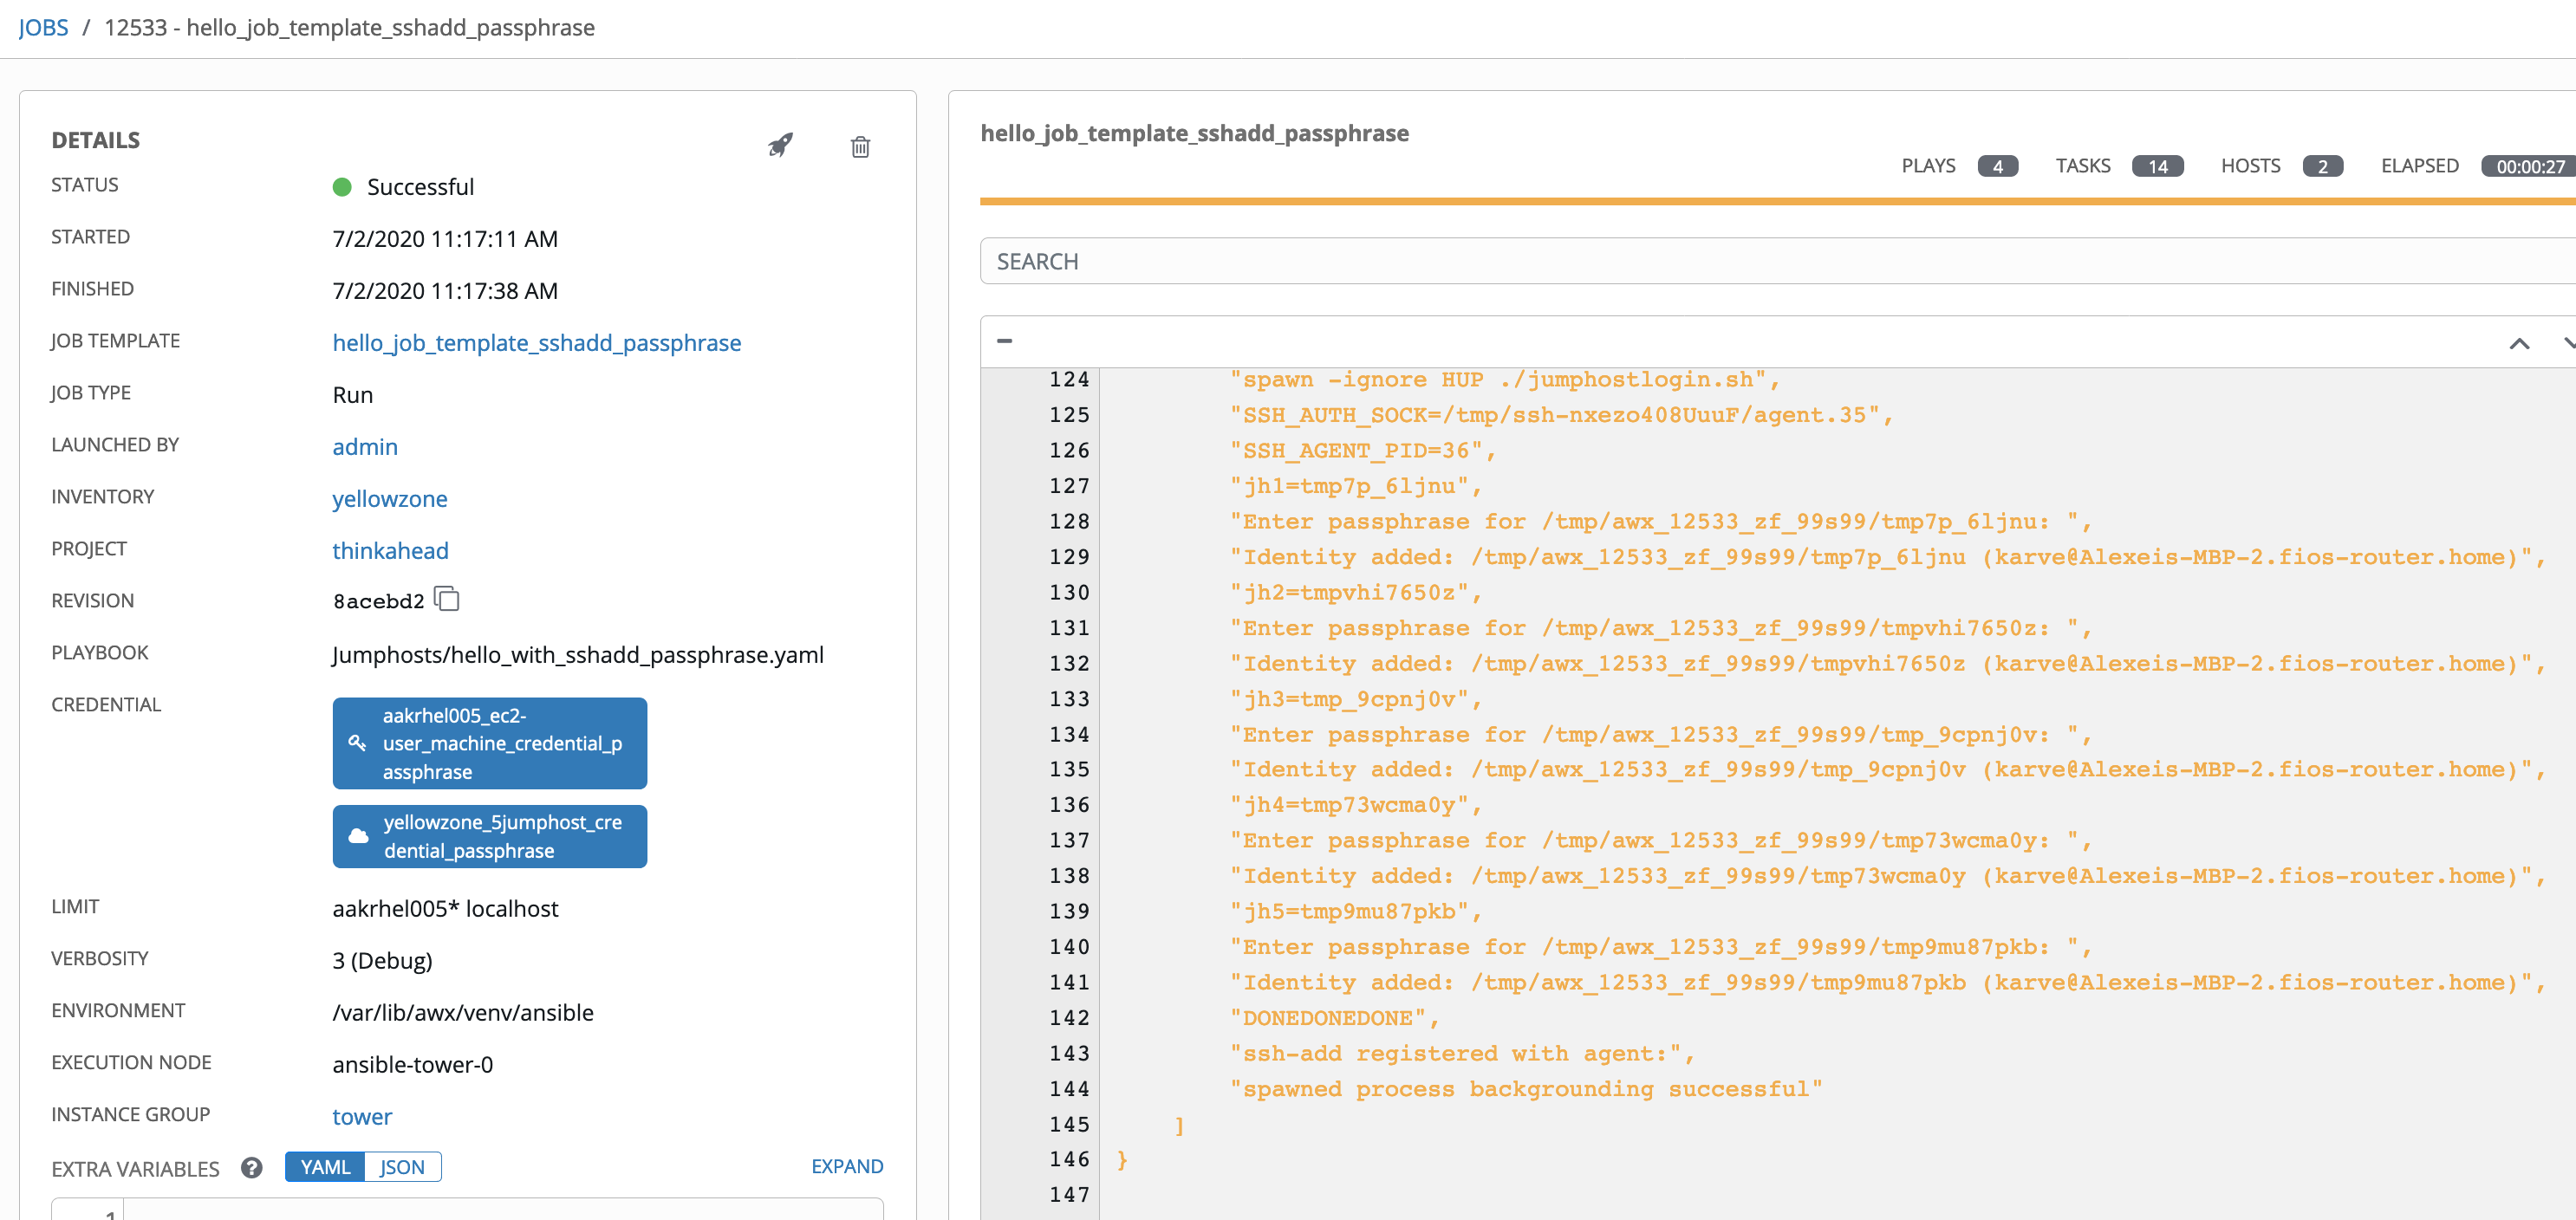 JOBS / 12533 - hello_job_template_sshadd_passphrase
DETAILS
STATUS Successful
STARTED 7/2/2020 11:17:11 AM
FINISHED 7/2/2020 11:17:38 AM
JOB TEMPLATE hello_job_template_sshadd_passphrase
JOB TYPE Run
LAUNCHED BY admin
INVENTORY yellowzone
PROJECT thinkahead
REVISION 8acebd2
PLAYBOOK Jumphosts/hello_with_sshadd_passphrase.yaml
CREDENTIAL
aakrhel005_ec2-
user_machine_credential_p
assphrase
yellowzone_5jumphost_cre
dential_passphrase
LIMIT aakrhel005* localhost
VERBOSITY 3 (Debug)
ENVIRONMENT /var/lib/awx/venv/ansible
EXECUTION NODE ansible-tower-0
INSTANCE GROUP tower
EXTRA VARIABLES ? YAML JSON EXPAND
1
hello_job_template_sshadd_passphrase
PLAYS 4 TASKS 14 HOSTS 2 ELAPSED 00:00:27
SEARCH
124 "spawn -ignore HUP ./jumphostlogin.sh",
125 "SSH_AUTH_SOCK=/tmp/ssh-nxezo408UuuF/agent.35",
126 "SSH_AGENT_PID=36",
127 "jh1=tmp7p_6ljnu",
128 "Enter passphrase for /tmp/awx_12533_zf_99s99/tmp7p_6ljnu: ",
129 "Identity added: /tmp/awx_12533_zf_99s99/tmp7p_6ljnu (karve@Alexeis-MBP-2.fios-router.home)",
130 "jh2=tmpvhi7650z",
131 "Enter passphrase for /tmp/awx_12533_zf_99s99/tmpvhi7650z: ",
132 "Identity added: /tmp/awx_12533_zf_99s99/tmpvhi7650z (karve@Alexeis-MBP-2.fios-router.home)",
133 "jh3=tmp_9cpnj0v",
134 "Enter passphrase for /tmp/awx_12533_zf_99s99/tmp_9cpnj0v: ",
135 "Identity added: /tmp/awx_12533_zf_99s99/tmp_9cpnj0v (karve@Alexeis-MBP-2.fios-router.home)",
136 "jh4=tmp73wcma0y",
137 "Enter passphrase for /tmp/awx_12533_zf_99s99/tmp73wcma0y: ",
138 "Identity added: /tmp/awx_12533_zf_99s99/tmp73wcma0y (karve@Alexeis-MBP-2.fios-router.home)",
139 "jh5=tmp9mu87pkb",
140 "Enter passphrase for /tmp/awx_12533_zf_99s99/tmp9mu87pkb: ",
141 "Identity added: /tmp/awx_12533_zf_99s99/tmp9mu87pkb (karve@Alexeis-MBP-2.fios-router.home)",
142 "DONEDONEDONE",
143 "ssh-add registered with agent:",
144 "spawned process backgrounding successful"
145 ]
146 }
147